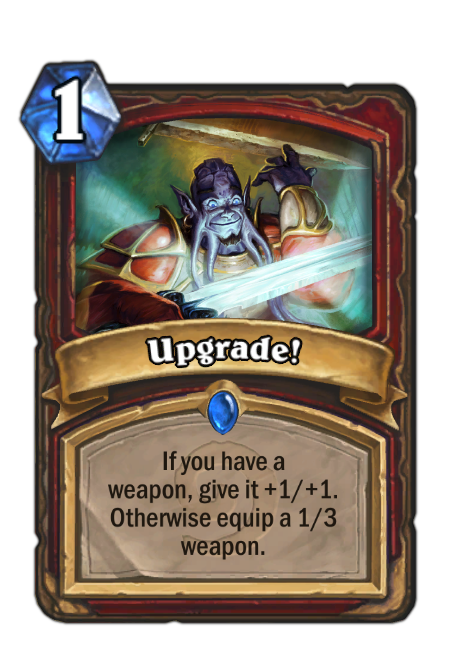 1
Upgrade!
If you have a
weapon, give it +1/+1.
Otherwise equip a 1/3
weapon.